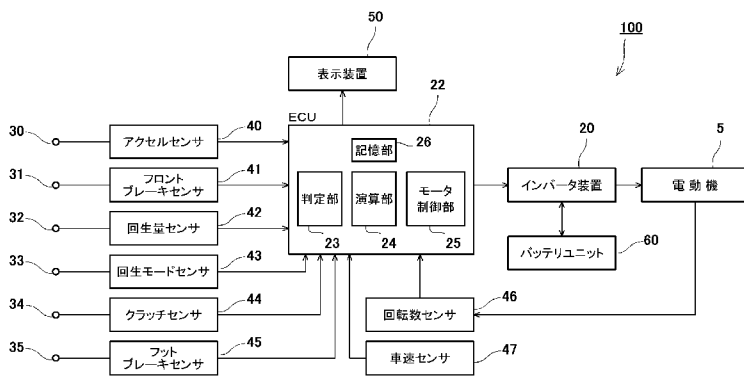 50
100
表示装置
22
ECU
30
アクセルセンサ
40
記憶部
26
20
5
31
フロント
ブレーキセンサ
41
判定部
演算部
モータ
制御部
インバータ装置
電動機
32
回生量センサ
42
23
24
25
33
回生モードセンサ
43
バッテリユニット
60
34
クラッチセンサ
44
回転数センサ
46
35
フット
ブレーキセンサ
45
車速センサ
47